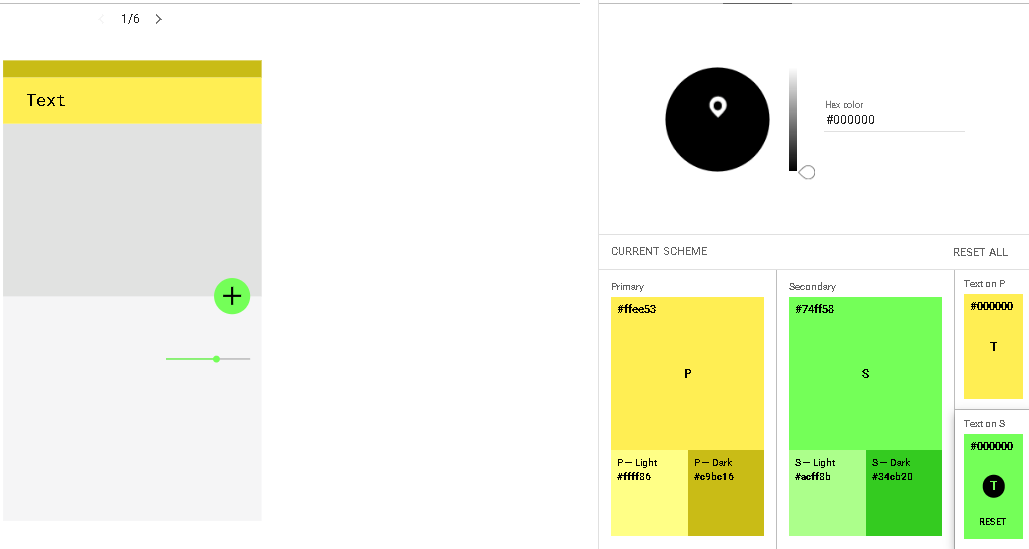 1/6
Text
Hex color
#000000
CURRENT SCHEME
RESET ALL
Primary
#ffee53
P
P — Light
#ffff86
P — Dark
#c9bc16
Secondary
#74ff58
S
S — Light
#acff8b
S — Dark
#34cb20
Text on P
#000000
T
Text on S
#000000
T
RESET